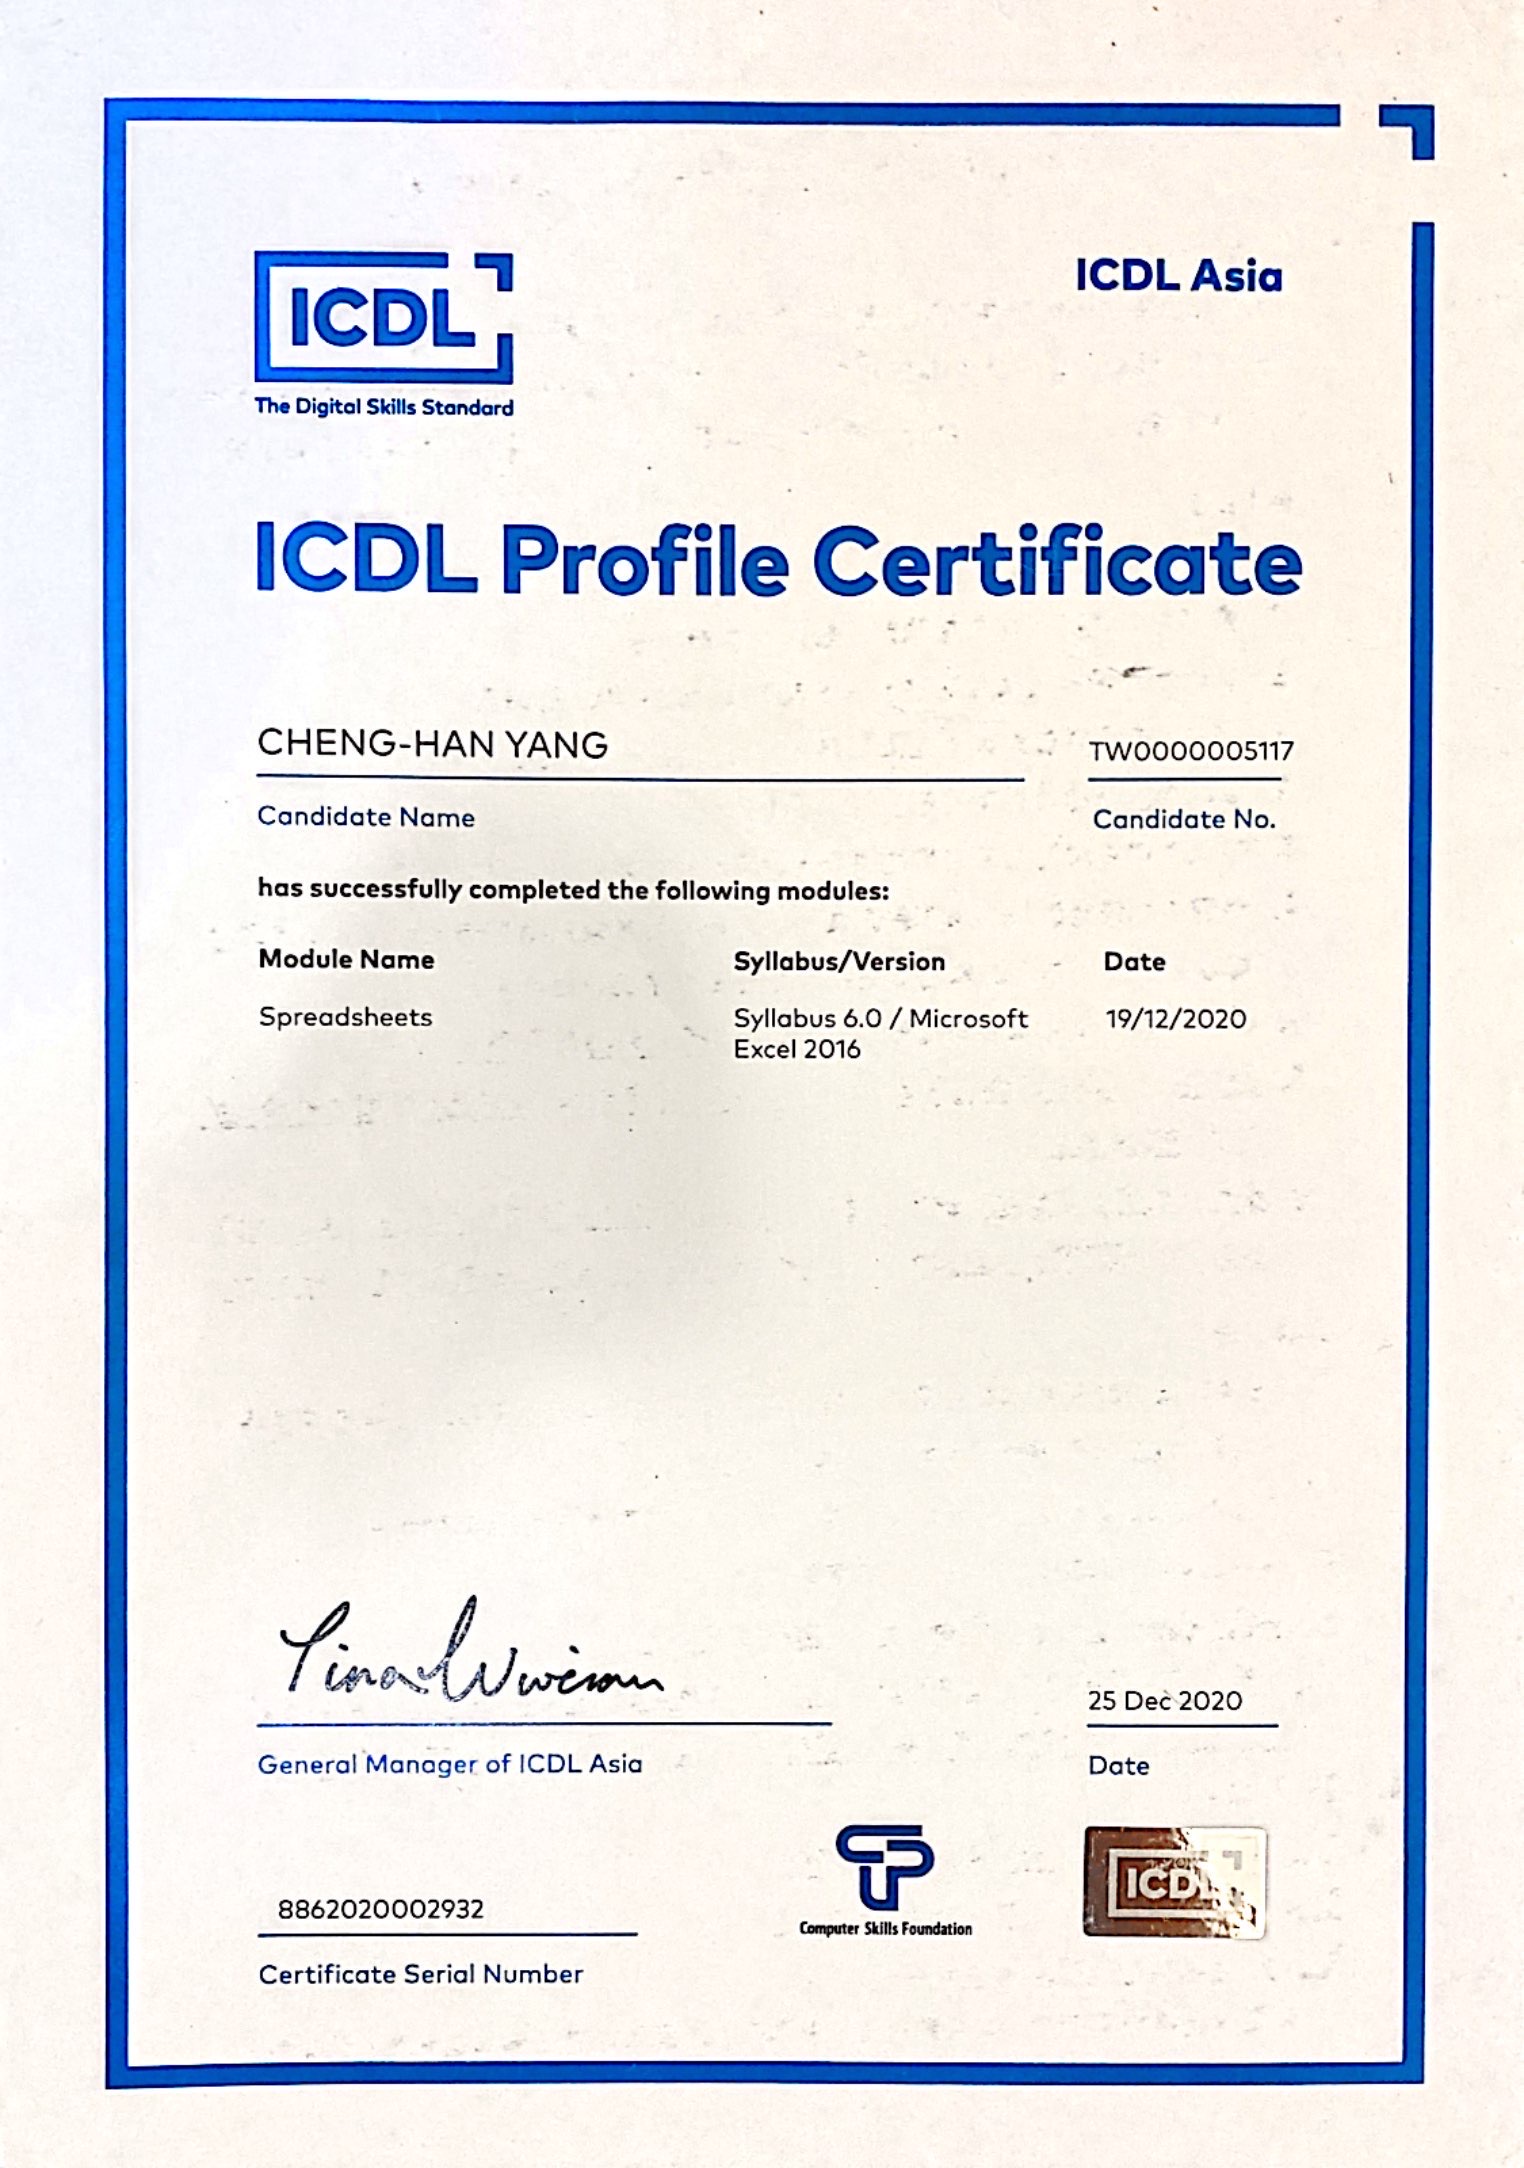 ICDL
The Digital Skills Standard
ICDL Asia
ICDL Profile Certificate
CHENG-HAN YANG
TW0000005117
Candidate Name
Candidate No.
has successfully completed the following modules:
Module Name Syllabus/Version Date
Spreadsheets Syllabus 6.0 / Microsoft 19/12/2020
Excel 2016
25 Dec 2020
General Manager of ICDL Asia
Date
8862020002932
Computer Skills Foundation
ICDL
Certificate Serial Number